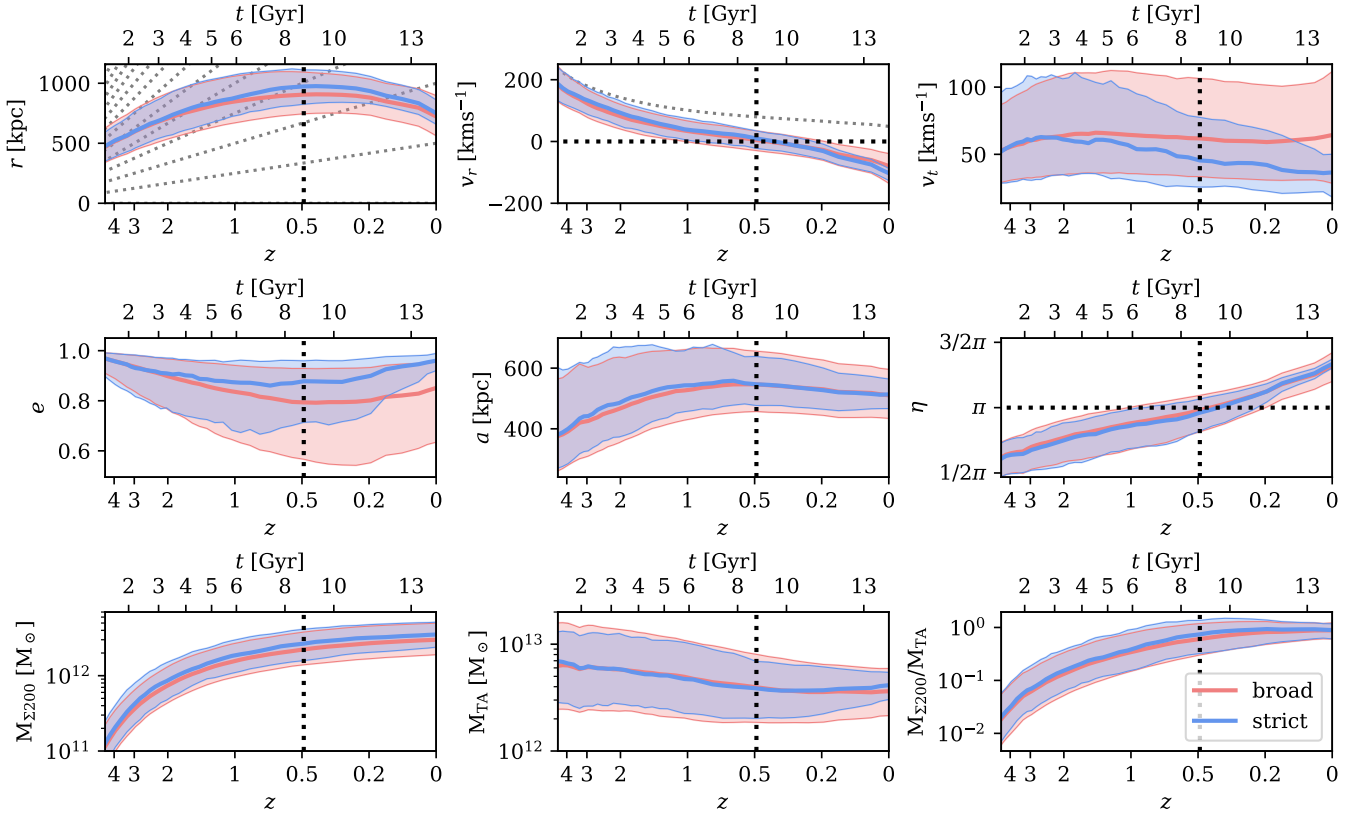 t [Gyr] t [Gyr] t [Gyr]
2 3 4 5 6 8 10 13 2 3 4 5 6 8 10 13 2 3 4 5 6 8 10 13
r [kpc] 1000 500 0
v_r [kms⁻¹] 200 0 −200
v_t [kms⁻¹] 100 50
4 3 2 1 0.5 0.2 0 4 3 2 1 0.5 0.2 0 4 3 2 1 0.5 0.2 0
z z z
t [Gyr] t [Gyr] t [Gyr]
2 3 4 5 6 8 10 13 2 3 4 5 6 8 10 13 2 3 4 5 6 8 10 13
e 1.0 0.8 0.6
a [kpc] 600 400
η 3/2π π 1/2π
4 3 2 1 0.5 0.2 0 4 3 2 1 0.5 0.2 0 4 3 2 1 0.5 0.2 0
z z z
t [Gyr] t [Gyr] t [Gyr]
2 3 4 5 6 8 10 13 2 3 4 5 6 8 10 13 2 3 4 5 6 8 10 13
M_Σ200 [M_⊙] 10¹² 10¹¹
M_TA [M_⊙] 10¹³ 10¹²
M_Σ200/M_TA 10⁰ 10⁻¹ 10⁻²
broad
strict
4 3 2 1 0.5 0.2 0 4 3 2 1 0.5 0.2 0 4 3 2 1 0.5 0.2 0
z z z